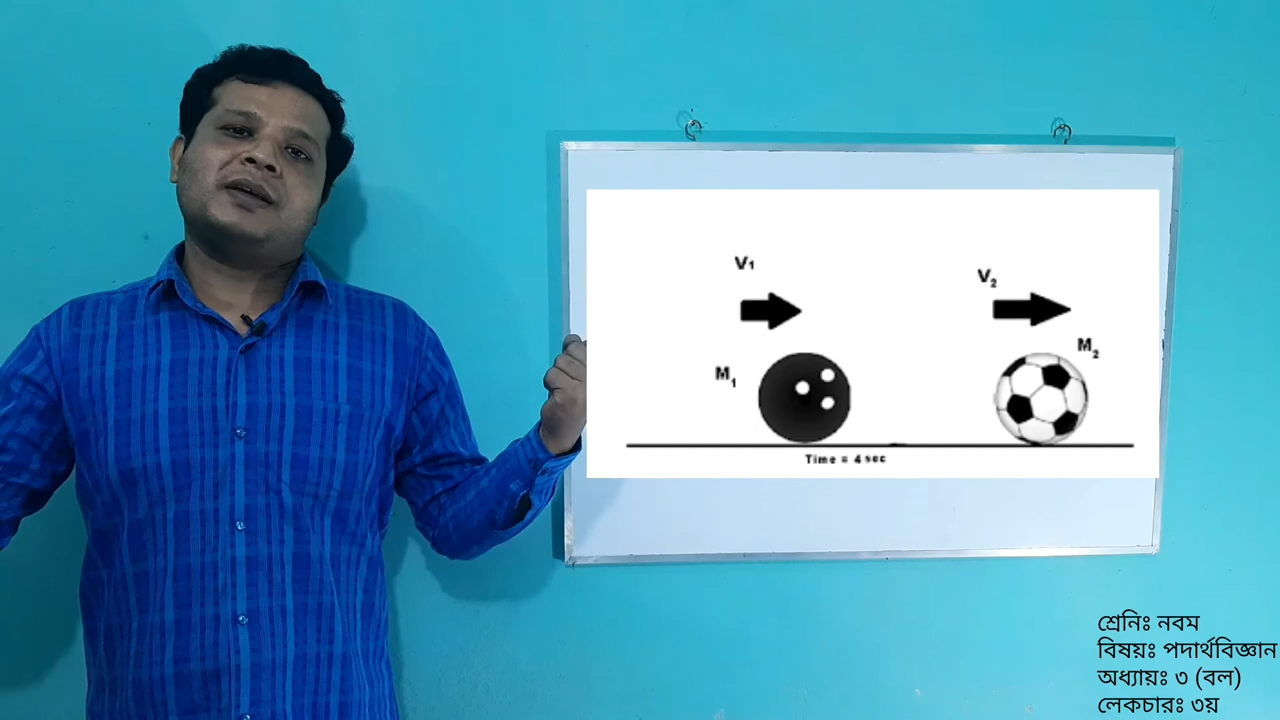 V₁
V₂
M₁
M₂
Time = 4 sec
শ্রেনিঃ নবম
বিষয়ঃ পদার্থবিজ্ঞান
অধ্যায়ঃ ৩ (বল)
লেকচারঃ ৩য়